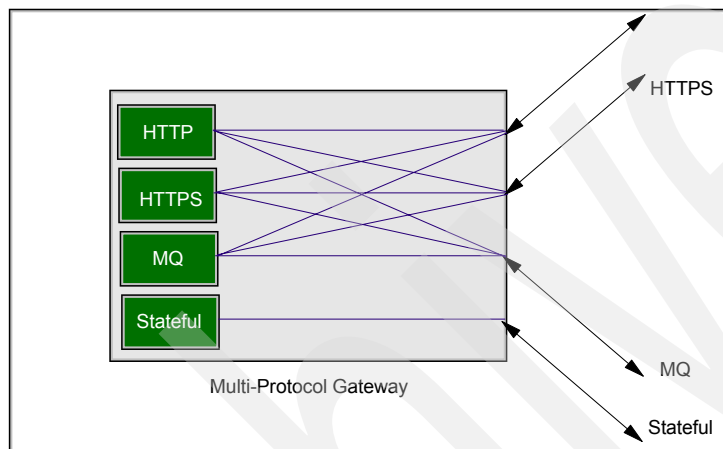 HTTPS
HTTP
HTTPS
MQ
Stateful
Multi-Protocol Gateway
MQ
Stateful